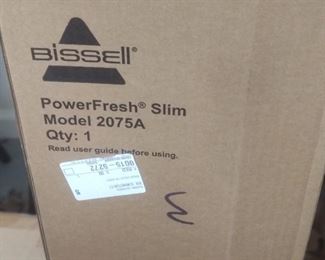 BISSELL
PowerFresh® Slim
Model 2075A
Qty: 1
Read user guide before using.